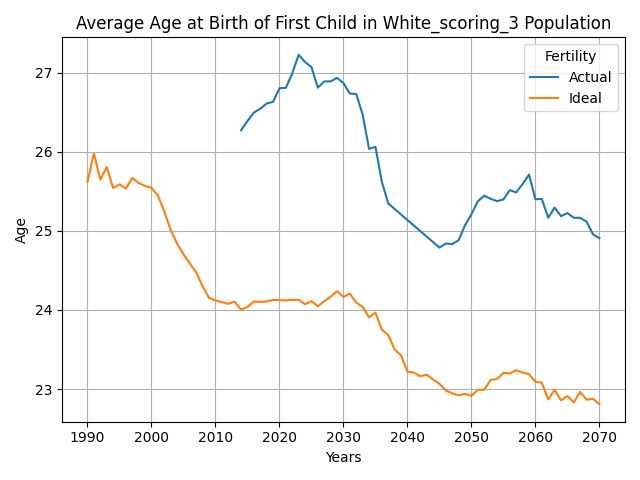 Average Age at Birth of First Child in White_scoring_3 Population
Fertility
Actual
Ideal
Age
27
26
25
24
23
1990 2000 2010 2020 2030 2040 2050 2060 2070
Years